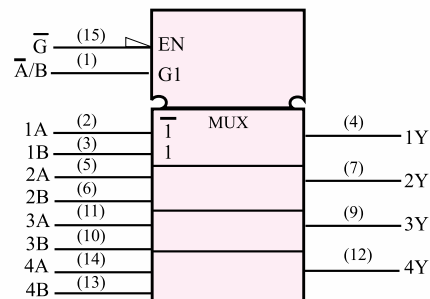 G̅ (15) EN
A̅/B (1) G1
MUX
1A (2) 1̅ (4) 1Y
1B (3) 1
2A (5) (7) 2Y
2B (6)
3A (11) (9) 3Y
3B (10)
4A (14) (12) 4Y
4B (13)